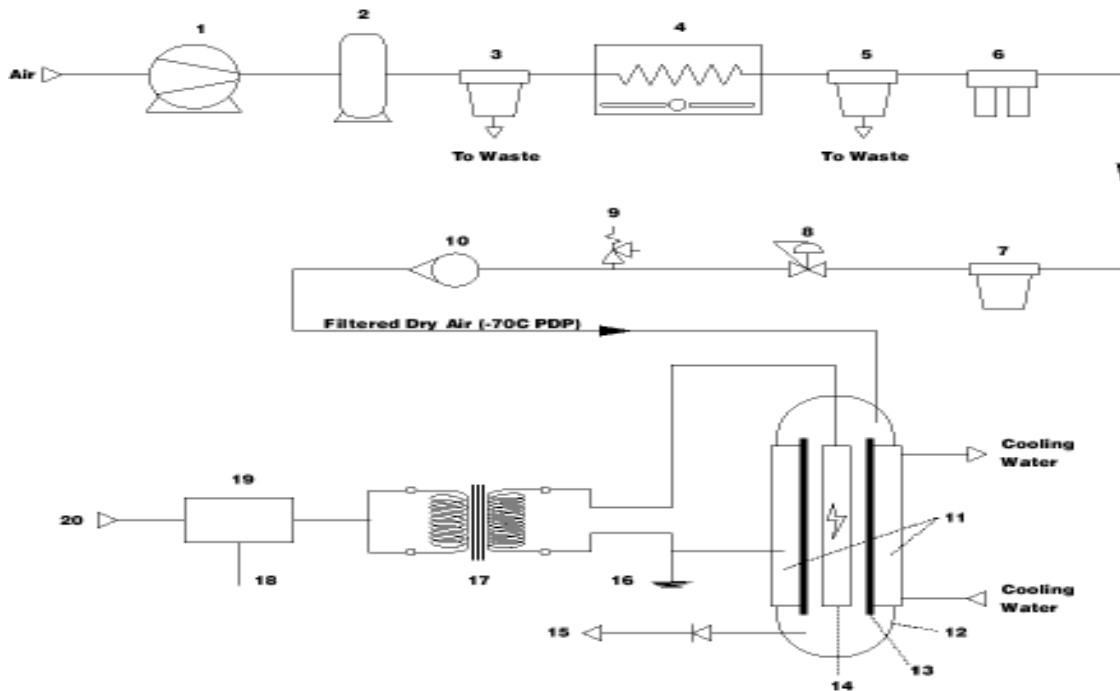 1
2
3
4
5
6
Air
To Waste
To Waste
9
8
10
7
Filtered Dry Air (-70C PDP)
Cooling
Water
19
20
11
18
17
16
Cooling
Water
15
12
13
14